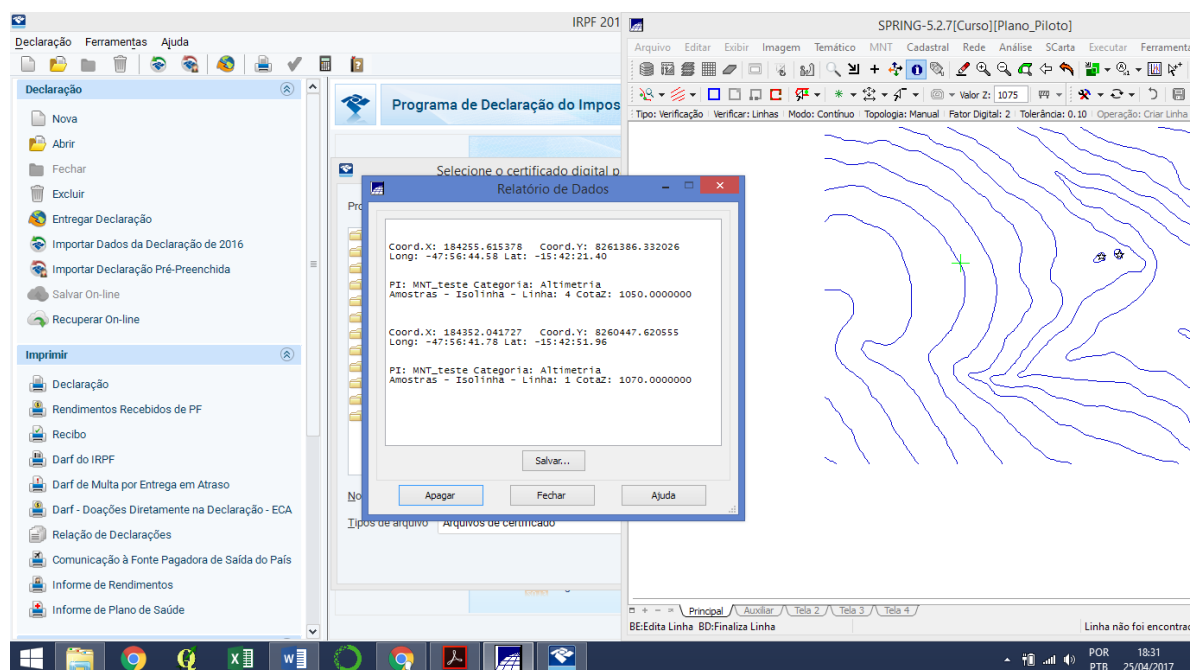 IRPF 201
Declaração Ferramentas Ajuda
Declaração
Nova
Abrir
Fechar
Excluir
Entregar Declaração
Importar Dados da Declaração de 2016
Importar Declaração Pré-Preenchida
Salvar On-line
Recuperar On-line
Imprimir
Declaração
Rendimentos Recebidos de PF
Recibo
Darf do IRPF
Darf de Multa por Entrega em Atraso
Darf - Doações Diretamente na Declaração - ECA
Relação de Declarações
Comunicação à Fonte Pagadora de Saída do País
Informe de Rendimentos
Informe de Plano de Saúde
Programa de Declaração do Impos
Selecione o certificado digital p
Pro
No
Tipos de arquivo Arquivos de certificado
Relatório de Dados
Coord.X: 184255.615378 Coord.Y: 8261386.332026
Long: -47:56:44.58 Lat: -15:42:21.40
PI: MNT_teste Categoria: Altimetria
Amostras - Isolinha - Linha: 4 CotaZ: 1050.0000000
Coord.X: 184352.041727 Coord.Y: 8260447.620555
Long: -47:56:41.78 Lat: -15:42:51.96
PI: MNT_teste Categoria: Altimetria
Amostras - Isolinha - Linha: 1 CotaZ: 1070.0000000
Salvar...
Apagar Fechar Ajuda
SPRING-5.2.7[Curso][Plano_Piloto]
Arquivo Editar Exibir Imagem Temático MNT Cadastral Rede Análise SCarta Executar Ferramenta
Valor Z: 1075
Tipo: Verificação Verificar: Linhas Modo: Contínuo Topologia: Manual Fator Digital: 2 Tolerância: 0.10 Operação: Criar Linha
Principal Auxiliar Tela 2 Tela 3 Tela 4
BE:Edita Linha BD:Finaliza Linha Linha não foi encontrad
POR 18:31
PTB 25/04/2017